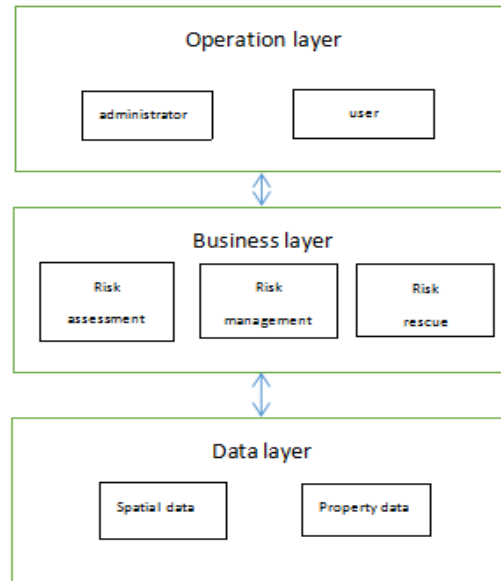 Operation layer
administrator
user
Business layer
Risk
assessment
Risk
management
Risk
rescue
Data layer
Spatial data
Property data